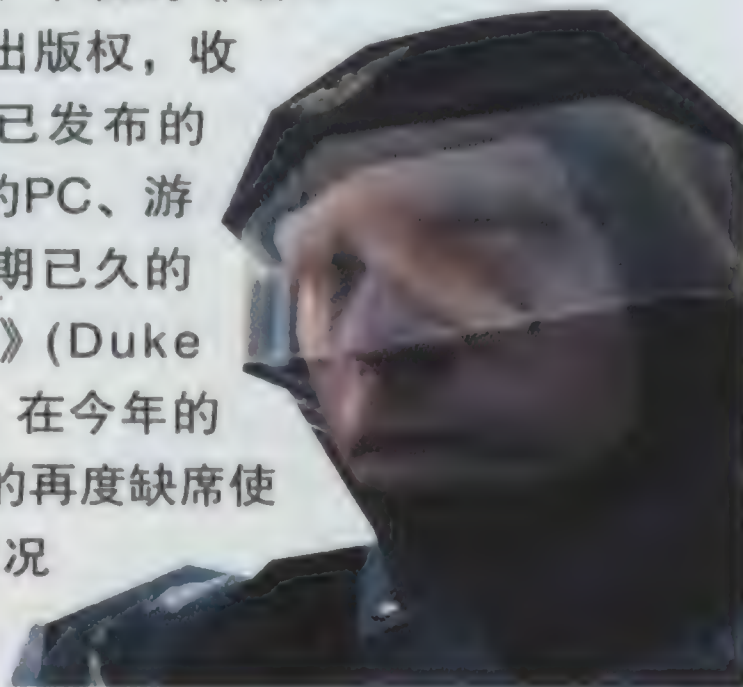 出版权，收
已发布的
的PC、游
期已久的
》(Duke
在今年的
的再度缺席使
况